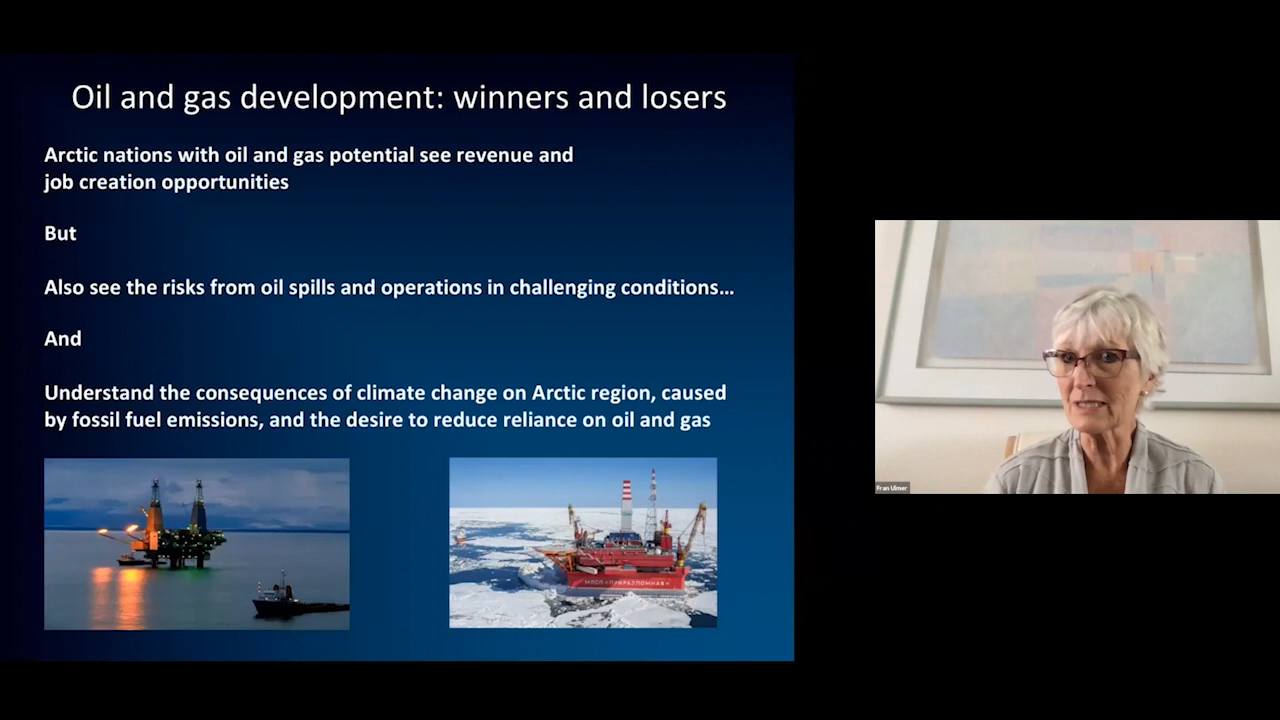 Oil and gas development: winners and losers
Arctic nations with oil and gas potential see revenue and
job creation opportunities
But
Also see the risks from oil spills and operations in challenging conditions…
And
Understand the consequences of climate change on Arctic region, caused
by fossil fuel emissions, and the desire to reduce reliance on oil and gas
МЛСП «ПРИРАЗЛОМНАЯ»
Fran Ulmer